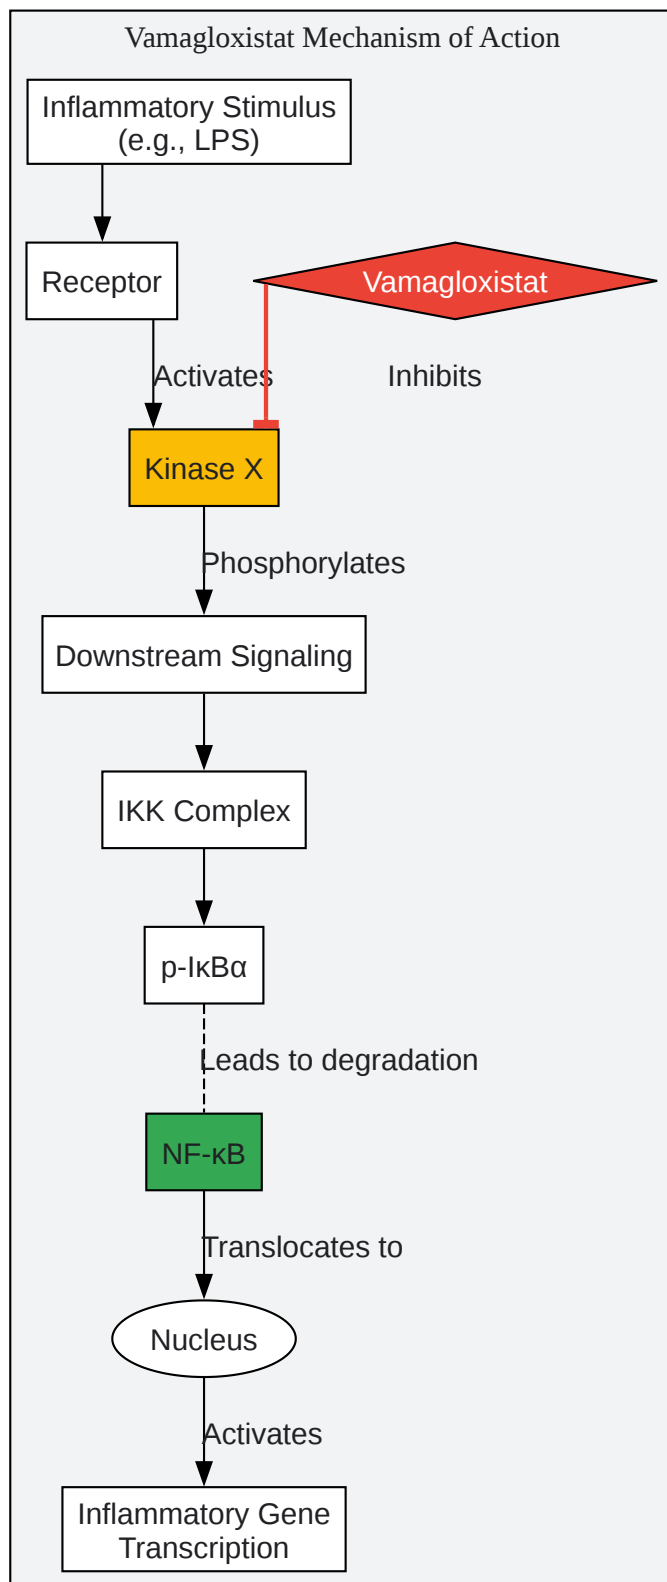 Vamagloxistat Mechanism of Action
Inflammatory Stimulus
(e.g., LPS)
Receptor
Vamagloxistat
Activates
Inhibits
Kinase X
Phosphorylates
Downstream Signaling
IKK Complex
p-IκBα
Leads to degradation
NF-κB
Translocates to
Nucleus
Activates
Inflammatory Gene
Transcription